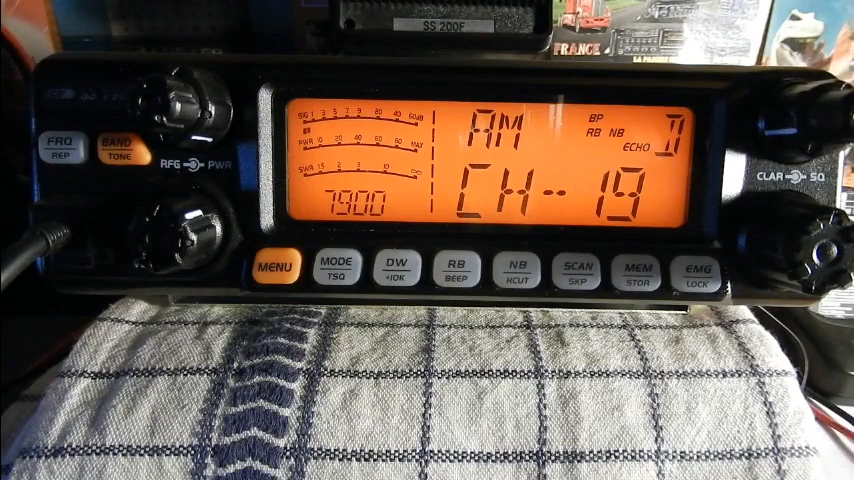 SS 200F
FRANCE
FRQ
REP
BAND
TONE
RFG PWR
SIG 1 3 5 7 9 20 40 60dB
PWR 10 20 40 60 80 MAX
SWR 1.5 2 3 10 ∞
7900
AM
BP
RB NB
ECHO
D
CH-19
CLAR SQ
MENU
MODE
TSQ
DW
+10K
RB
BEEP
NB
HCUT
SCAN
SKP
MEM
STOR
EMG
LOCK